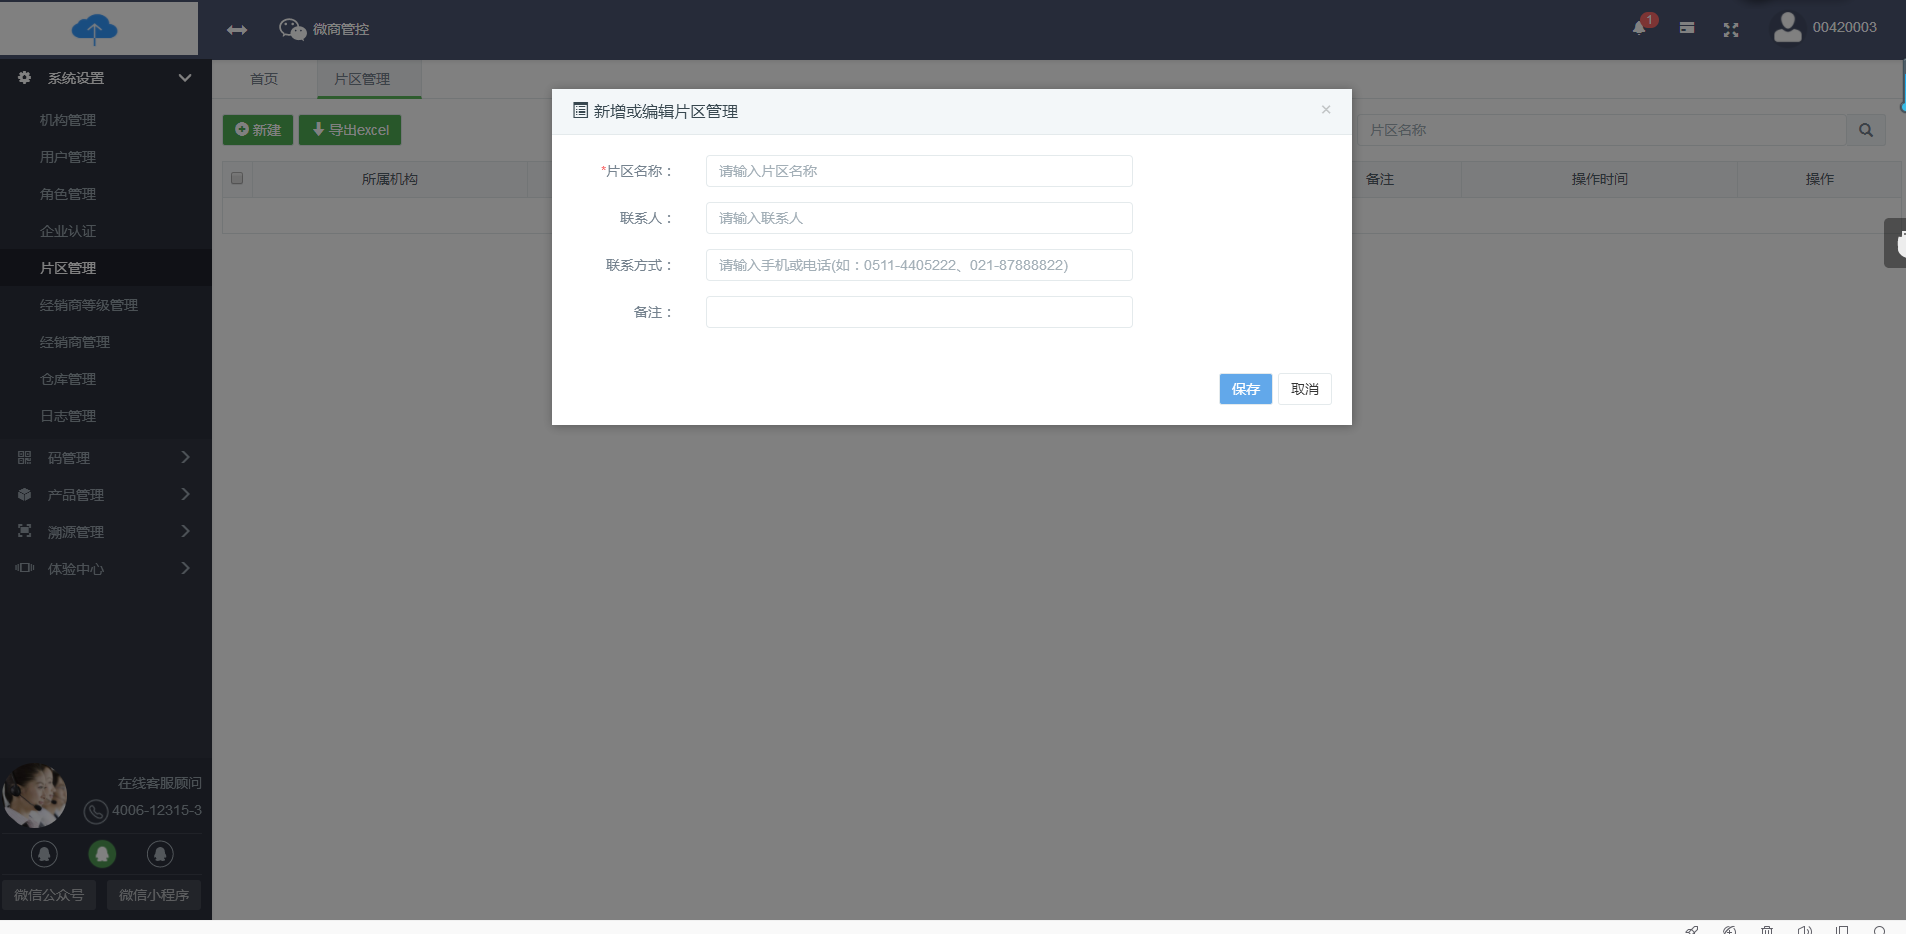 微商管控
1
00420003
系统设置
机构管理
用户管理
角色管理
企业认证
片区管理
经销商等级管理
经销商管理
仓库管理
日志管理
码管理
产品管理
溯源管理
体验中心
在线客服顾问
4006-12315-3
微信公众号
微信小程序
首页
片区管理
新建
导出excel
片区名称
所属机构
备注
操作时间
操作
新增或编辑片区管理
×
*片区名称：
请输入片区名称
联系人：
请输入联系人
联系方式：
请输入手机或电话(如：0511-4405222、021-87888822)
备注：
保存
取消